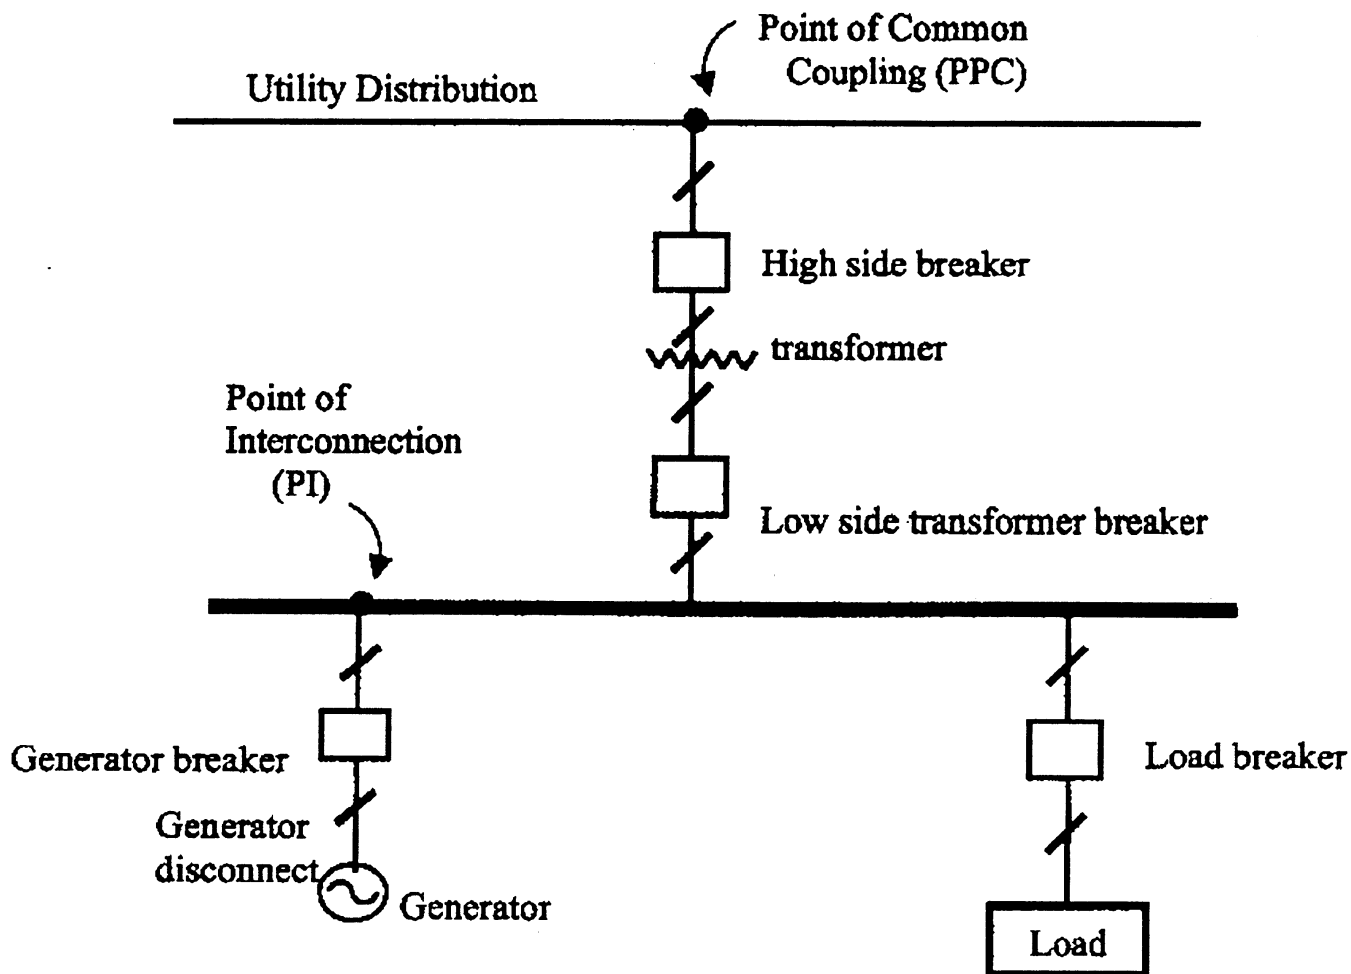 Point of Common
Coupling (PPC)
Utility Distribution
High side breaker
transformer
Point of
Interconnection
(PI)
Low side transformer breaker
Generator breaker
Load breaker
Generator
disconnect
Generator
Load